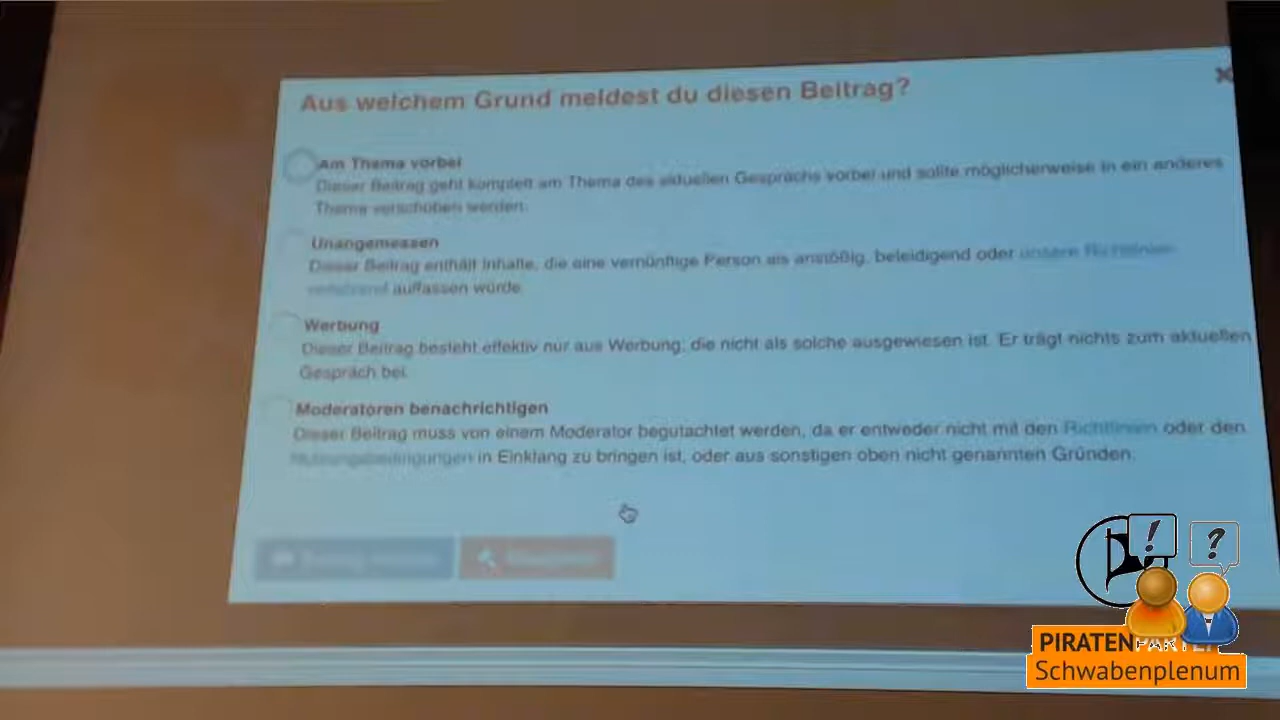 Aus welchem Grund meldest du diesen Beitrag?
Am Thema vorbei
Dieser Beitrag geht komplett am Thema des aktuellen Gesprächs vorbei und sollte möglicherweise in ein anderes
Thema verschoben werden.
Unangemessen
Dieser Beitrag enthält Inhalte, die eine vernünftige Person als anstößig, beleidigend oder unsere Richtlinien
verletzend auffassen würde.
Werbung
Dieser Beitrag besteht effektiv nur aus Werbung, die nicht als solche ausgewiesen ist. Er trägt nichts zum aktuellen
Gespräch bei.
Moderatoren benachrichtigen
Dieser Beitrag muss von einem Moderator begutachtet werden, da er entweder nicht mit den Richtlinien oder den
Nutzungsbedingungen in Einklang zu bringen ist, oder aus sonstigen oben nicht genannten Gründen.
! ?
PIRATENPARTEI
Schwabenplenum